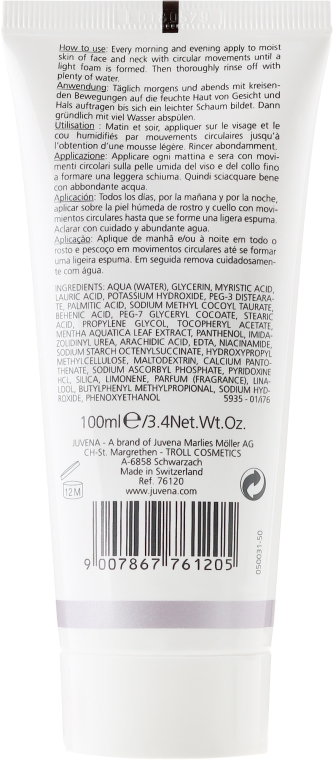 How to use: Every morning and evening apply to moist
skin of face and neck with circular movements until a
light foam is formed. Then thoroughly rinse off with
plenty of water.
Anwendung: Täglich morgens und abends mit kreisen-
den Bewegungen auf die feuchte Haut von Gesicht und
Hals auftragen bis sich ein leichter Schaum bildet. Dann
gründlich mit viel Wasser abspülen.
Utilisation : Matin et soir, appliquer sur le visage et le
cou humidifiés par mouvements circulaires jusqu'à
l'obtention d'une mousse légère. Rincer abondamment.
Applicazione: Applicare ogni mattina e sera con movi-
menti circolari sulla pelle umida del viso e del collo fino
a formare una leggera schiuma. Quindi sciacquare bene
con abbondante acqua.
Aplicación: Todos los días, por la mañana y por la noche,
aplicar sobre la piel húmeda de rostro y cuello con movi-
mientos circulares hasta que se forme una ligera espuma.
Aclarar con cuidado y abundante agua.
Aplicação: Aplique de manhã e/ou à noite em todo o
rosto e pescoço em movimentos circulares até se formar
uma ligeira espuma. Em seguida remova cuidadosamen-
te com água.
INGREDIENTS: AQUA (WATER), GLYCERIN, MYRISTIC ACID,
LAURIC ACID, POTASSIUM HYDROXIDE, PEG-3 DISTEARA-
TE, PALMITIC ACID, SODIUM METHYL COCOYL TAURATE,
BEHENIC ACID, PEG-7 GLYCERYL COCOATE, STEARIC
ACID, PROPYLENE GLYCOL, TOCOPHERYL ACETATE,
MENTHA AQUATICA LEAF EXTRACT, PANTHENOL, IMIDA-
ZOLIDINYL UREA, ARACHIDIC ACID, EDTA, NIACINAMIDE,
SODIUM STARCH OCTENYLSUCCINATE, HYDROXYPROPYL
METHYLCELLULOSE, MALTODEXTRIN, CALCIUM PANTO-
THENATE, SODIUM ASCORBYL PHOSPHATE, PYRIDOXINE
HCL, SILICA, LIMONENE, PARFUM (FRAGRANCE), LINA-
LOOL, BUTYLPHENYL METHYLPROPIONAL, SODIUM HYD-
ROXIDE, PHENOXYETHANOL 5935 - 01/I76
100ml℮/3.4Net.Wt.Oz.
JUVENA - A brand of Juvena Marlies Möller AG
CH-St. Margrethen - TROLL COSMETICS
A-6858 Schwarzach
Made in Switzerland
Ref. 76120
www.juvena.com
12M
9 007867 761205
050031-50